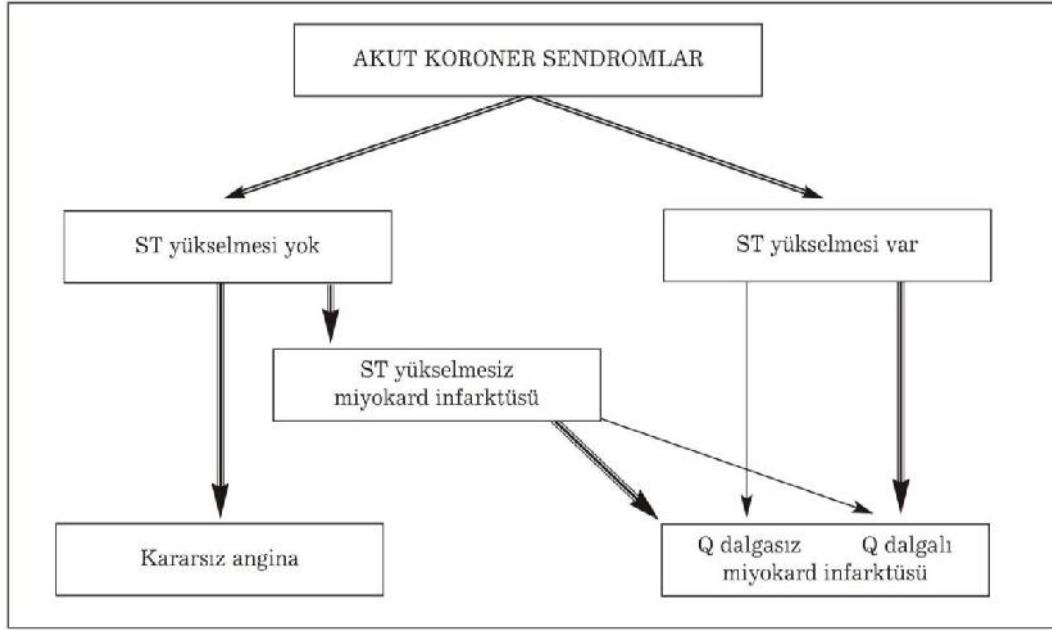 AKUT KORONER SENDROMLAR
ST yükselmesi yok
ST yükselmesi var
ST yükselmesiz
miyokard infarktüsü
Kararsız angina
Q dalgasız Q dalgalı
miyokard infarktüsü